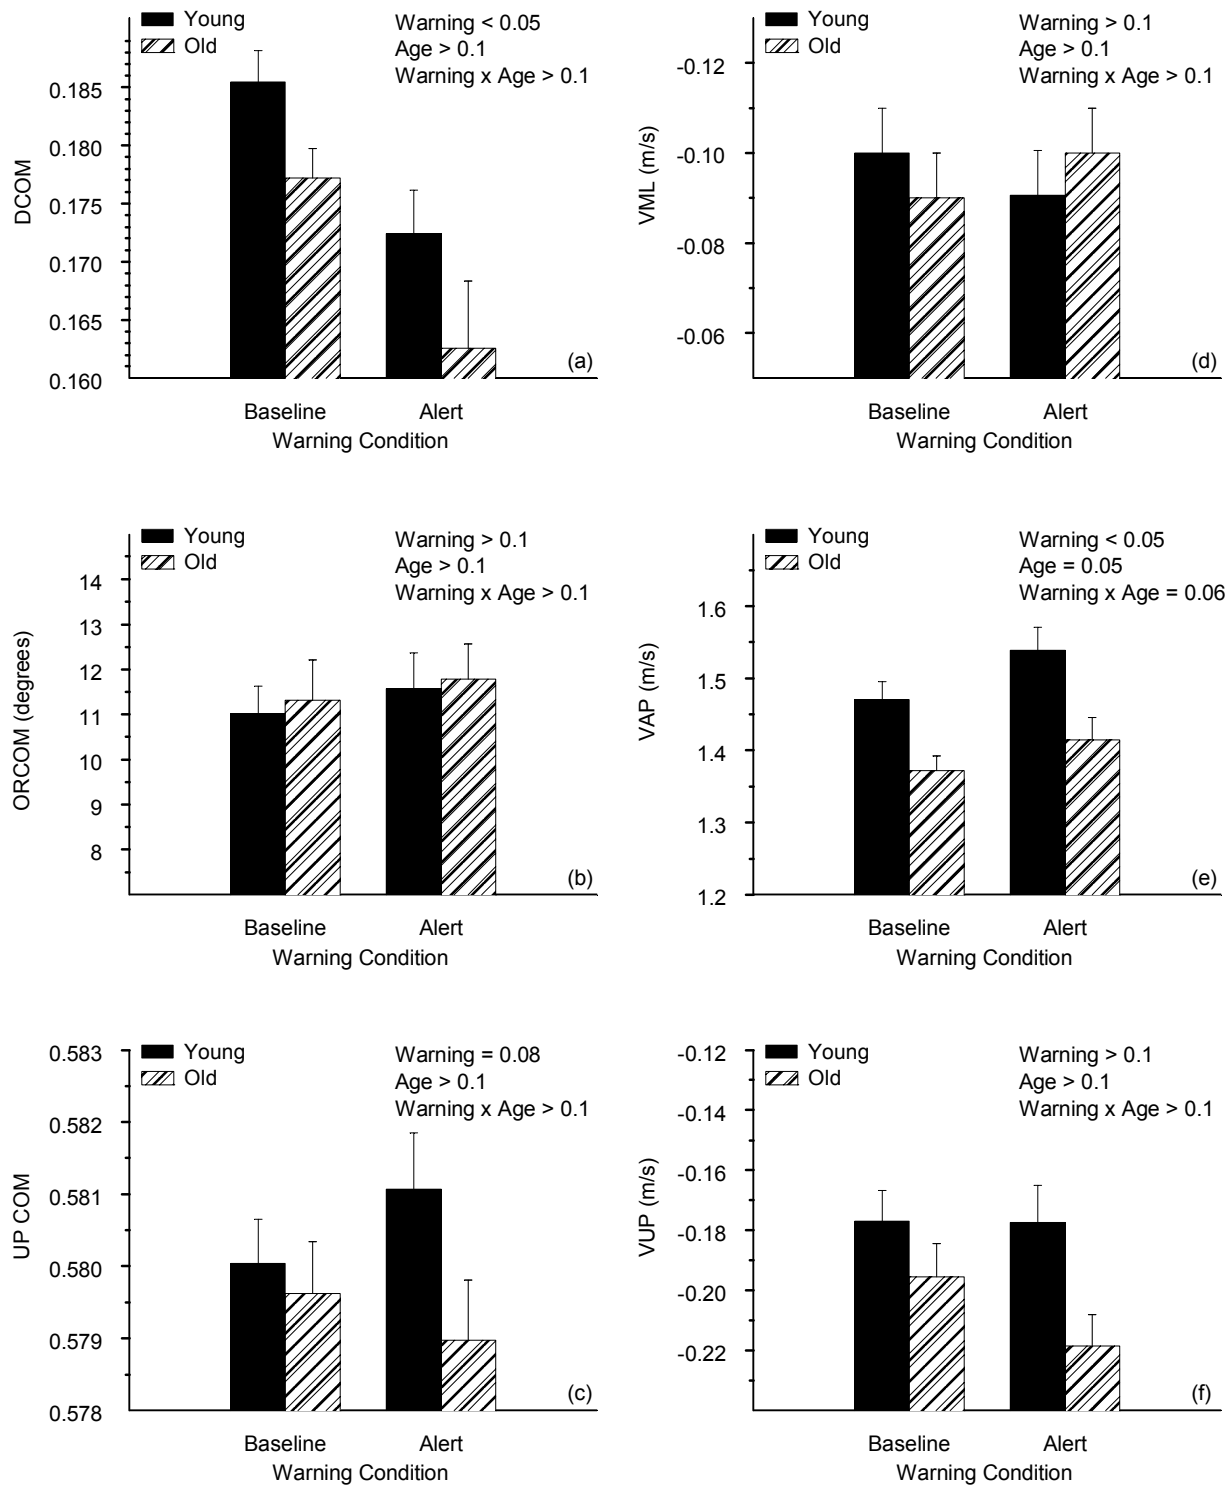 Young
Old
Warning < 0.05
Age > 0.1
Warning x Age > 0.1
0.185
0.180
0.175
0.170
0.165
0.160
DCOM
(a)
Baseline
Alert
Warning Condition
Young
Old
Warning > 0.1
Age > 0.1
Warning x Age > 0.1
-0.12
-0.10
-0.08
-0.06
VML (m/s)
(d)
Baseline
Alert
Warning Condition
Young
Old
Warning > 0.1
Age > 0.1
Warning x Age > 0.1
14
13
12
11
10
9
8
ORCOM (degrees)
(b)
Baseline
Alert
Warning Condition
Young
Old
Warning < 0.05
Age = 0.05
Warning x Age = 0.06
1.6
1.5
1.4
1.3
1.2
VAP (m/s)
(e)
Baseline
Alert
Warning Condition
Young
Old
Warning = 0.08
Age > 0.1
Warning x Age > 0.1
0.583
0.582
0.581
0.580
0.579
0.578
UP COM
(c)
Baseline
Alert
Warning Condition
Young
Old
Warning > 0.1
Age > 0.1
Warning x Age > 0.1
-0.12
-0.14
-0.16
-0.18
-0.20
-0.22
VUP (m/s)
(f)
Baseline
Alert
Warning Condition